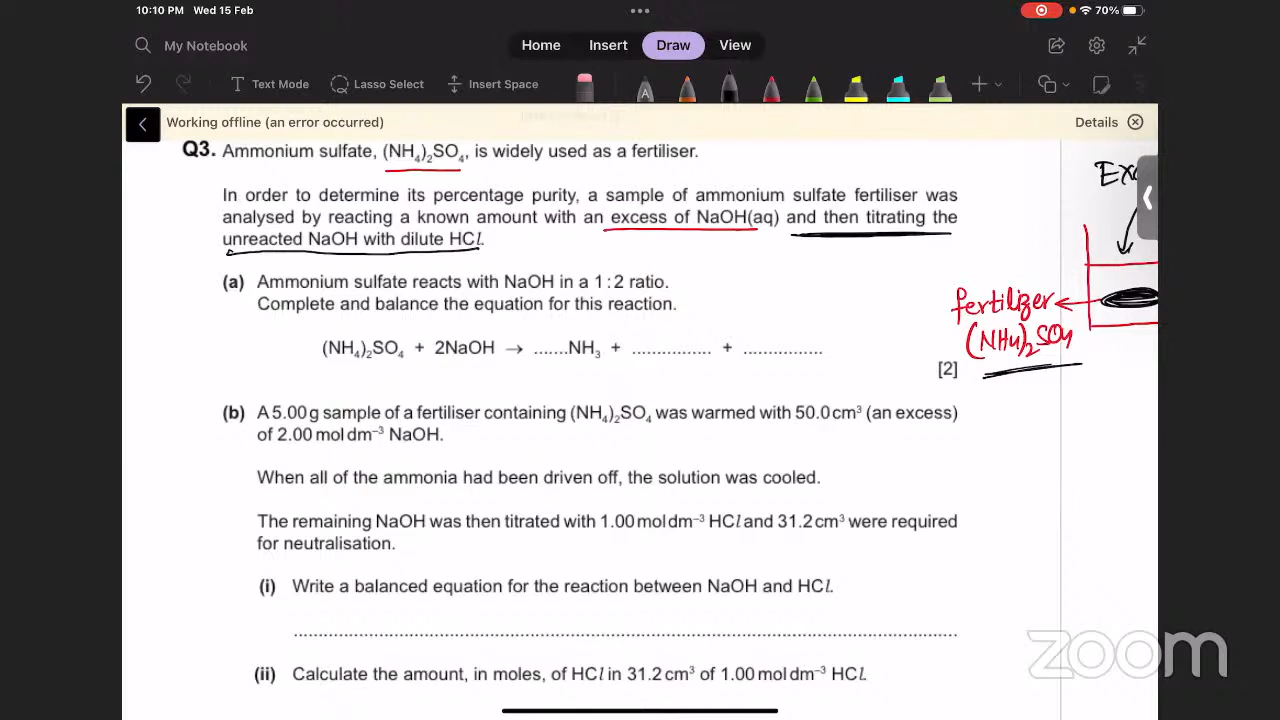 10:10 PM Wed 15 Feb
70%
My Notebook
Home Insert Draw View
Text Mode Lasso Select Insert Space
Working offline (an error occurred)
Details
Q3. Ammonium sulfate, (NH₄)₂SO₄, is widely used as a fertiliser.
In order to determine its percentage purity, a sample of ammonium sulfate fertiliser was
analysed by reacting a known amount with an excess of NaOH(aq) and then titrating the
unreacted NaOH with dilute HCl.
(a) Ammonium sulfate reacts with NaOH in a 1:2 ratio.
Complete and balance the equation for this reaction.
(NH₄)₂SO₄ + 2NaOH → .......NH₃ + ................ + ................
[2]
fertilizer
(NH4)₂SO4
(b) A 5.00g sample of a fertiliser containing (NH₄)₂SO₄ was warmed with 50.0cm³ (an excess)
of 2.00 mol dm⁻³ NaOH.
When all of the ammonia had been driven off, the solution was cooled.
The remaining NaOH was then titrated with 1.00 mol dm⁻³ HCl and 31.2cm³ were required
for neutralisation.
(i) Write a balanced equation for the reaction between NaOH and HCl.
(ii) Calculate the amount, in moles, of HCl in 31.2cm³ of 1.00 mol dm⁻³ HCl.
zoom